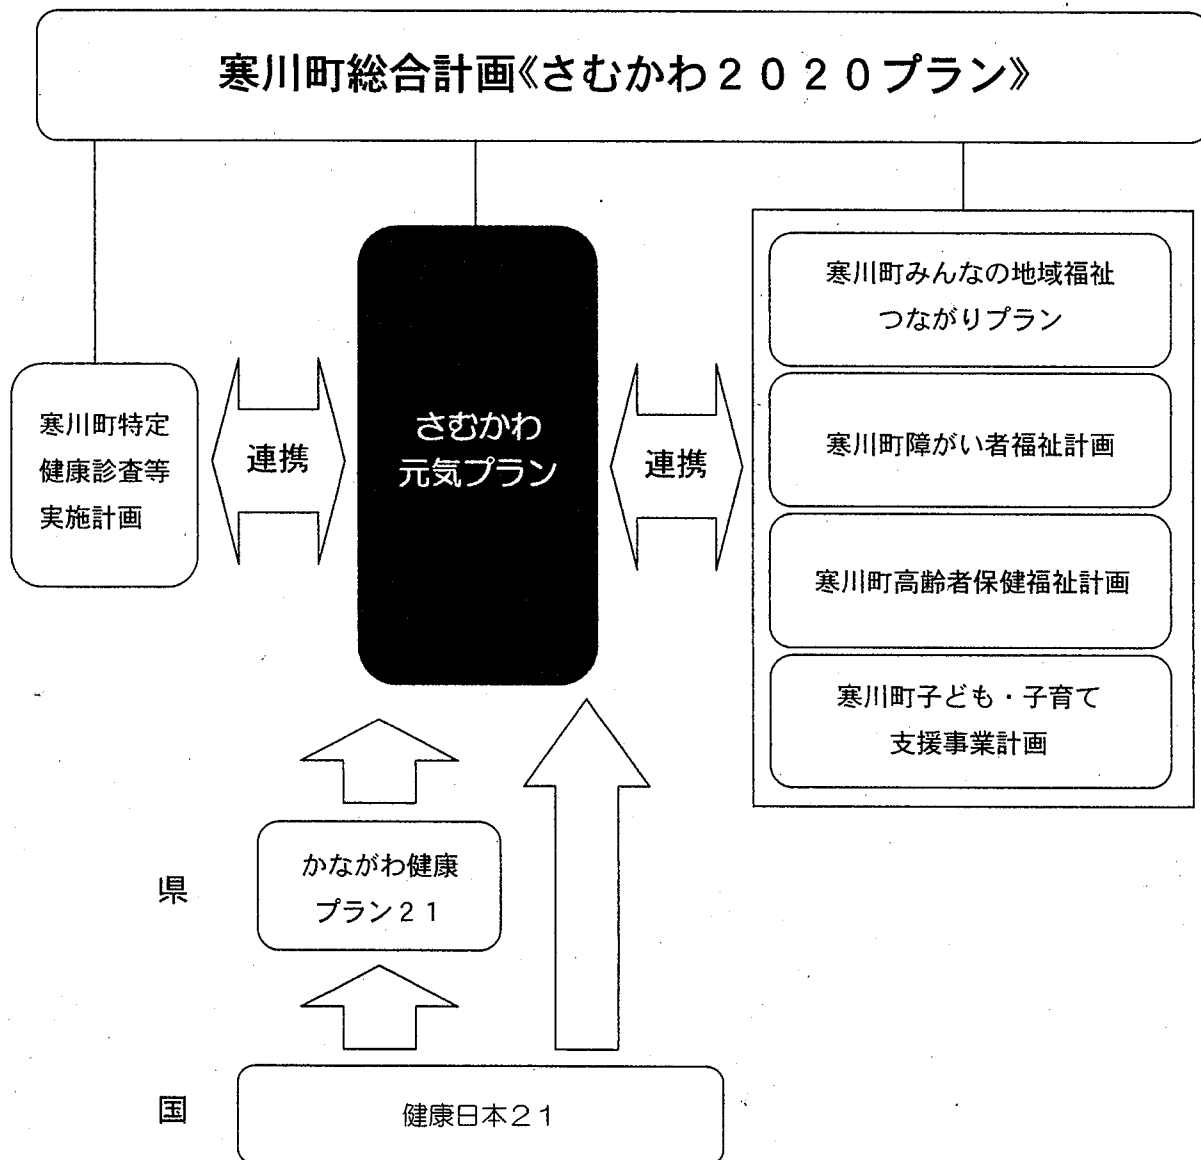 寒川町総合計画《さむかわ２０２０プラン》
寒川町特定
健康診査等
実施計画
連携
さむかわ
元気プラン
連携
寒川町みんなの地域福祉
つながりプラン
寒川町障がい者福祉計画
寒川町高齢者保健福祉計画
寒川町子ども・子育て
支援事業計画
県
かながわ健康
プラン２１
国
健康日本２１